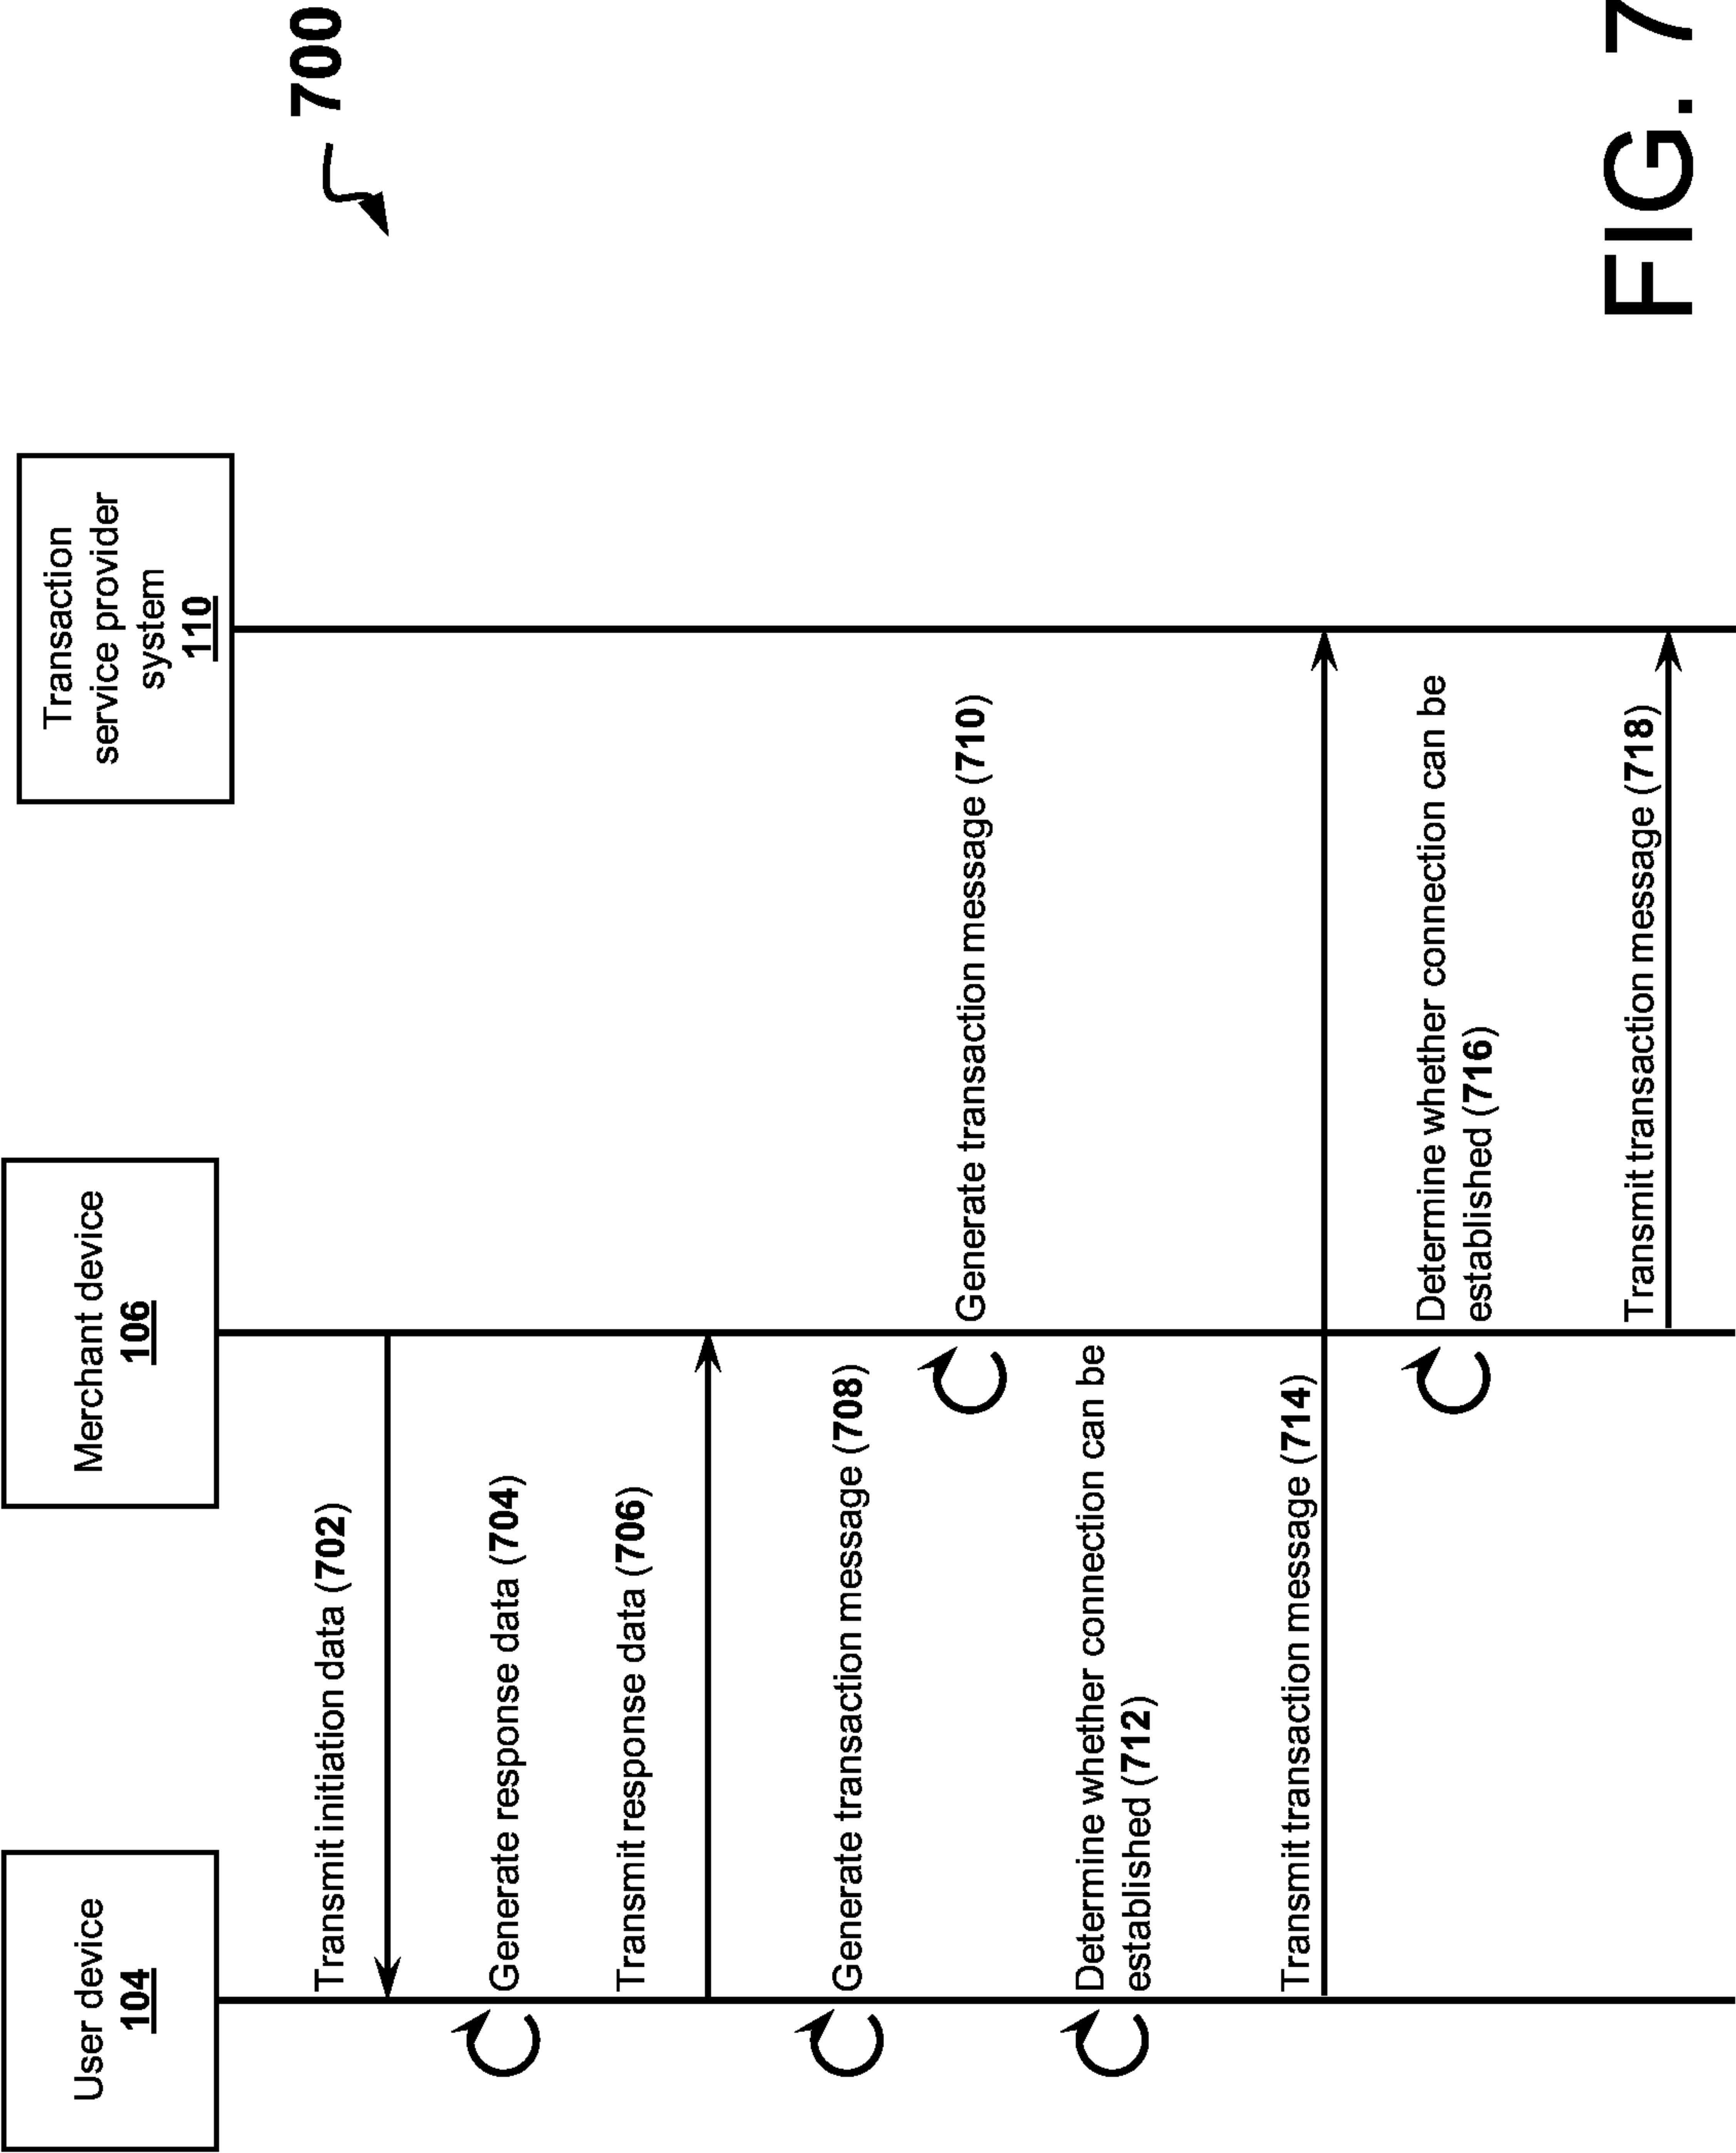 User device
104
Merchant device
106
Transaction
service provider
system
110
700
Transmit initiation data (702)
Generate response data (704)
Transmit response data (706)
Generate transaction message (708)
Generate transaction message (710)
Determine whether connection can be
established (712)
Transmit transaction message (714)
Determine whether connection can be
established (716)
Transmit transaction message (718)
FIG. 7